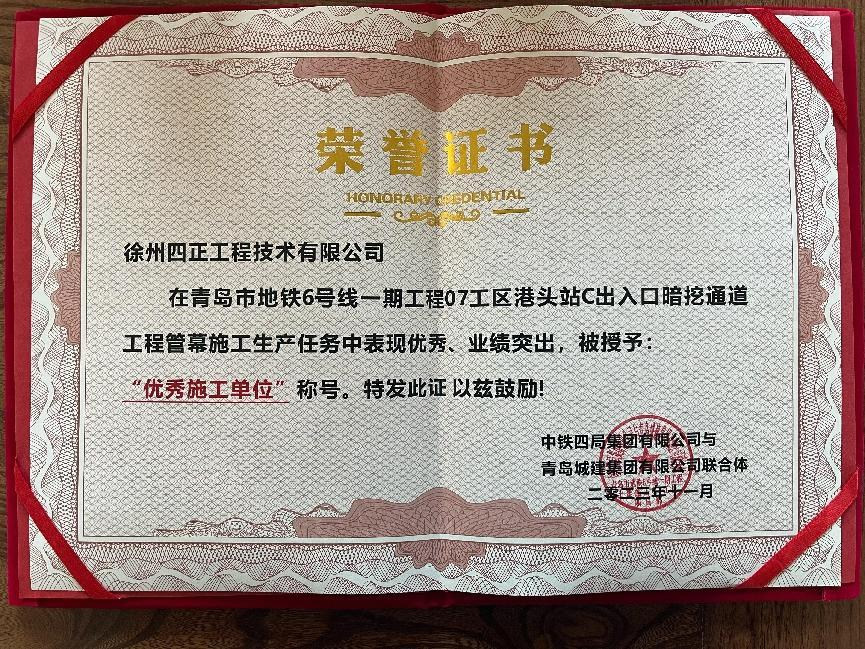 荣誉证书
HONORARY CREDENTIAL
徐州四正工程技术有限公司
在青岛市地铁6号线一期工程07工区港头站C出入口暗挖通道
工程管幕施工生产任务中表现优秀、业绩突出，被授予：
“优秀施工单位”称号。特发此证 以兹鼓励!
中铁四局集团有限公司与
青岛城建集团有限公司联合体
二零二三年十一月